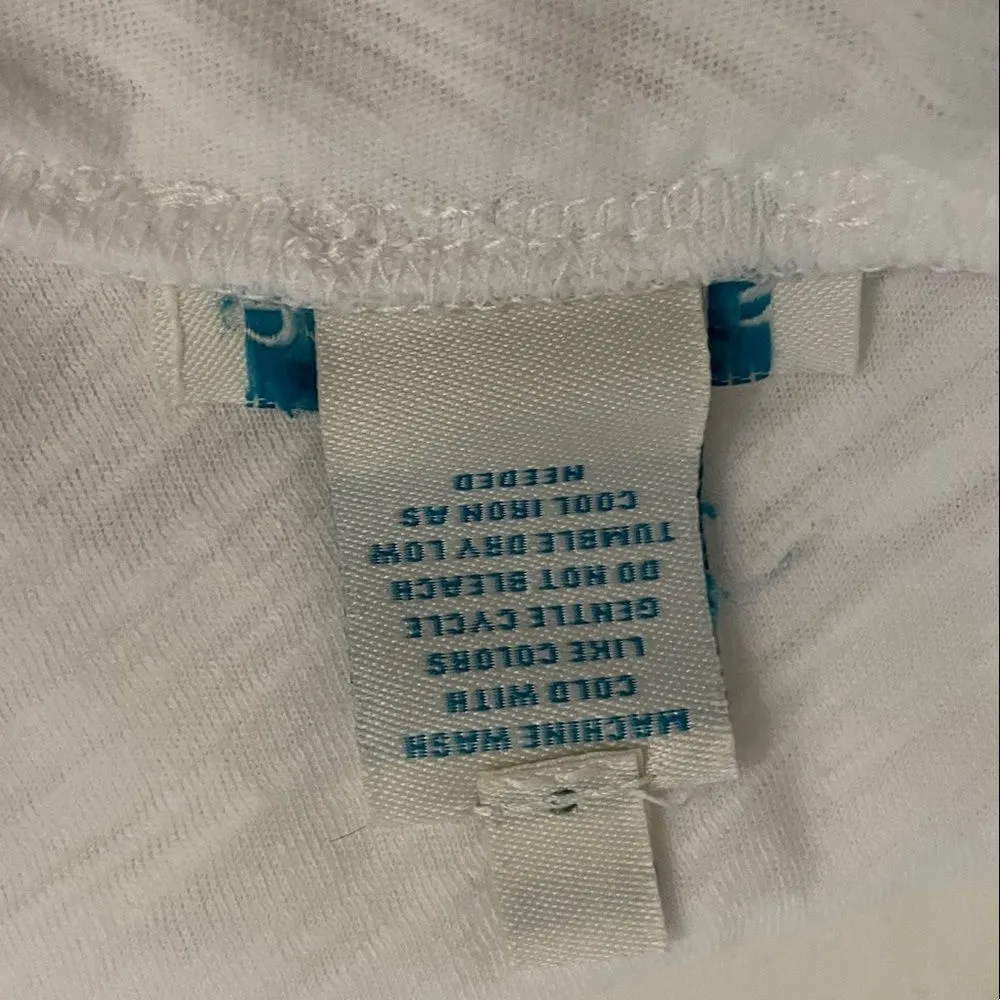 MACHINE WASH
COLD WITH
LIKE COLORS
GENTLE CYCLE
DO NOT BLEACH
TUMBLE DRY LOW
COOL IRON AS
NEEDED